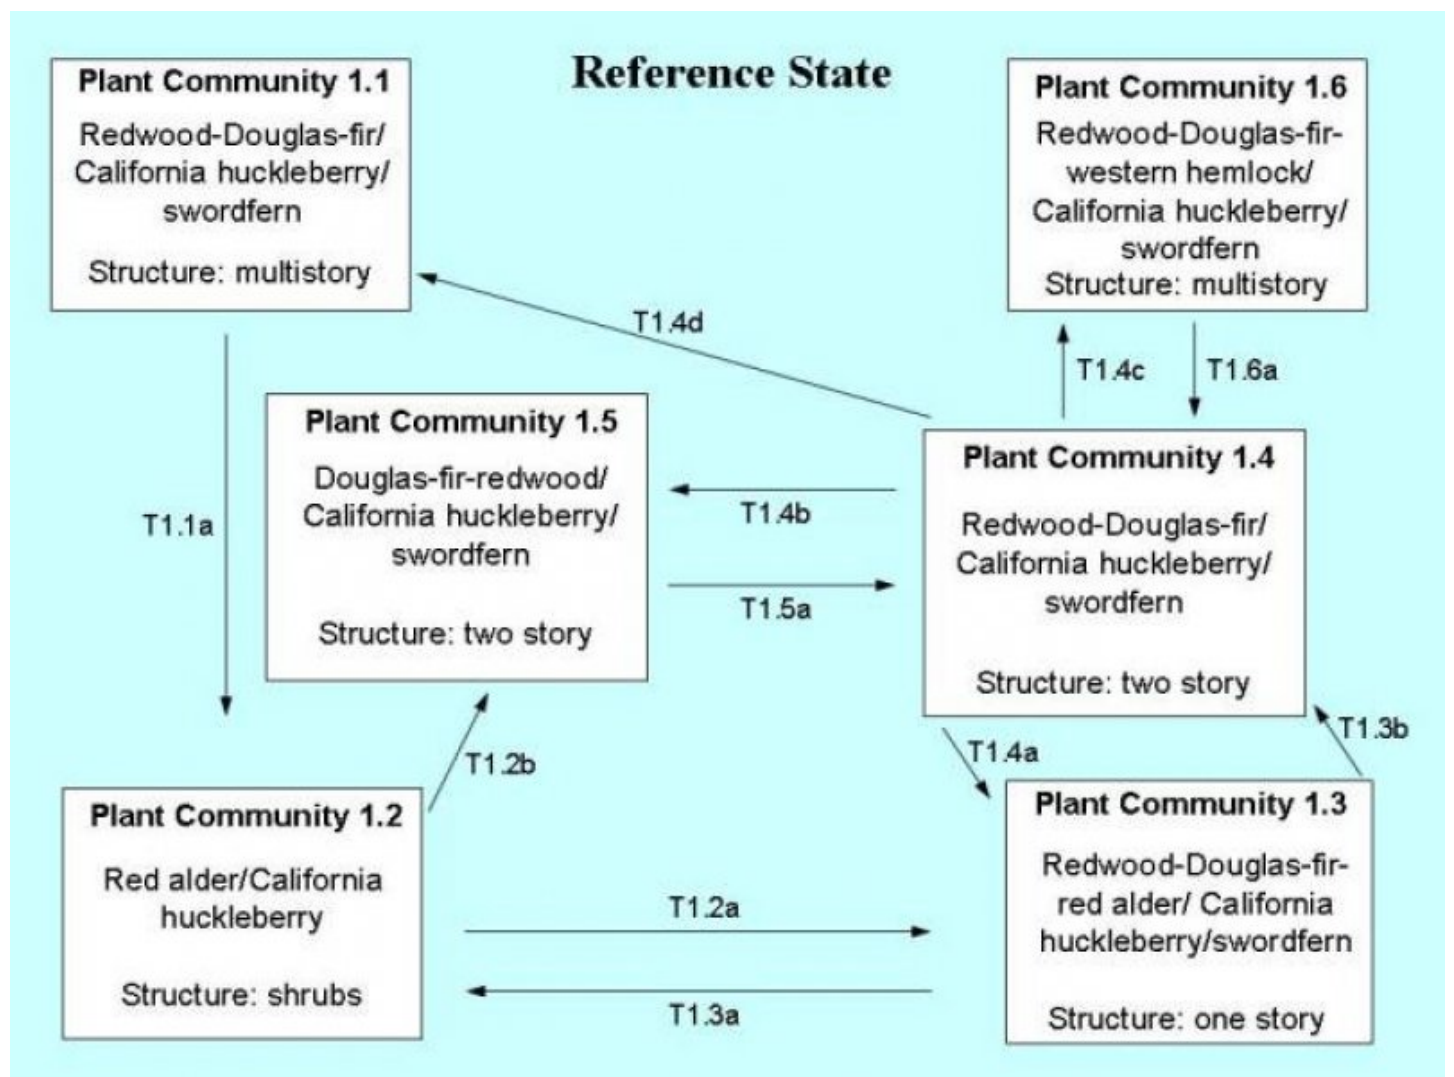 Reference State
Plant Community 1.1
Redwood-Douglas-fir/
California huckleberry/
swordfern
Structure: multistory
Plant Community 1.6
Redwood-Douglas-fir-
western hemlock/
California huckleberry/
swordfern
Structure: multistory
T1.4d
T1.4c
T1.6a
T1.1a
Plant Community 1.5
Douglas-fir-redwood/
California huckleberry/
swordfern
Structure: two story
T1.4b
T1.5a
Plant Community 1.4
Redwood-Douglas-fir/
California huckleberry/
swordfern
Structure: two story
T1.2b
T1.4a
T1.3b
Plant Community 1.2
Red alder/California
huckleberry
Structure: shrubs
T1.2a
T1.3a
Plant Community 1.3
Redwood-Douglas-fir-
red alder/ California
huckleberry/swordfern
Structure: one story